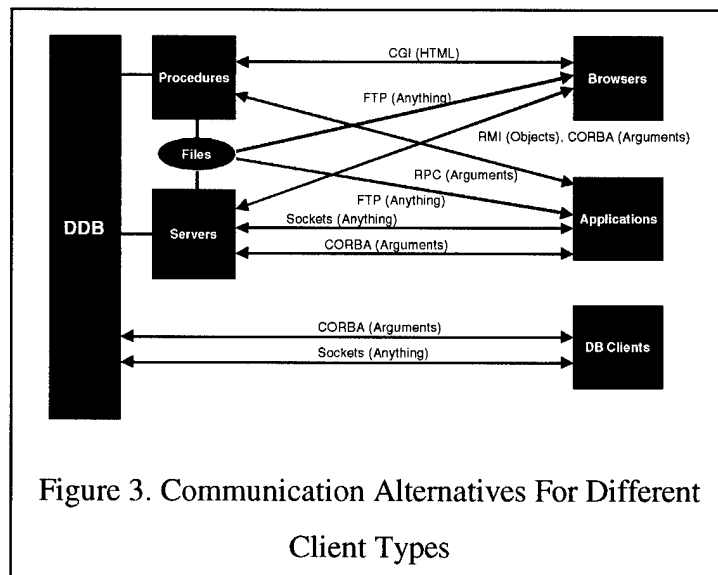 CGI (HTML)
Procedures
Browsers
FTP (Anything)
RMI (Objects), CORBA (Arguments)
Files
RPC (Arguments)
FTP (Anything)
DDB
Servers
Sockets (Anything)
Applications
CORBA (Arguments)
CORBA (Arguments)
DB Clients
Sockets (Anything)
Figure 3. Communication Alternatives For Different
Client Types